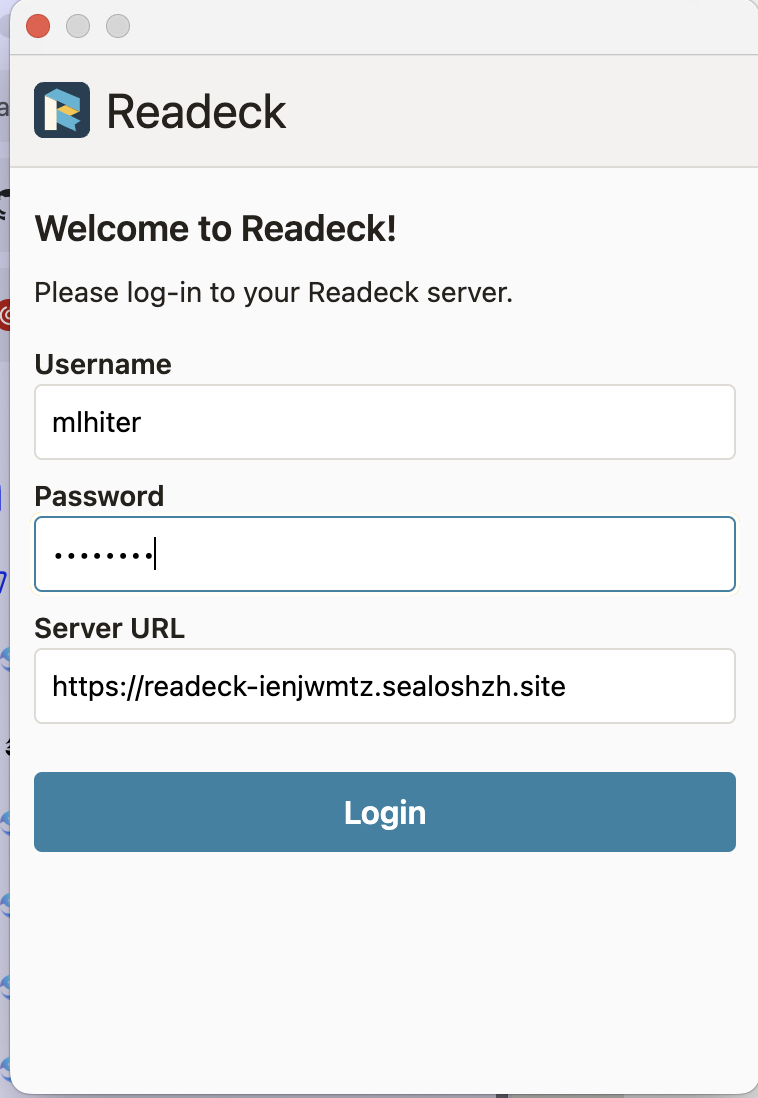 Readeck
Welcome to Readeck!
Please log-in to your Readeck server.
Username
mlhiter
Password
••••••••
Server URL
https://readeck-ienjwmtz.sealoshzh.site
Login